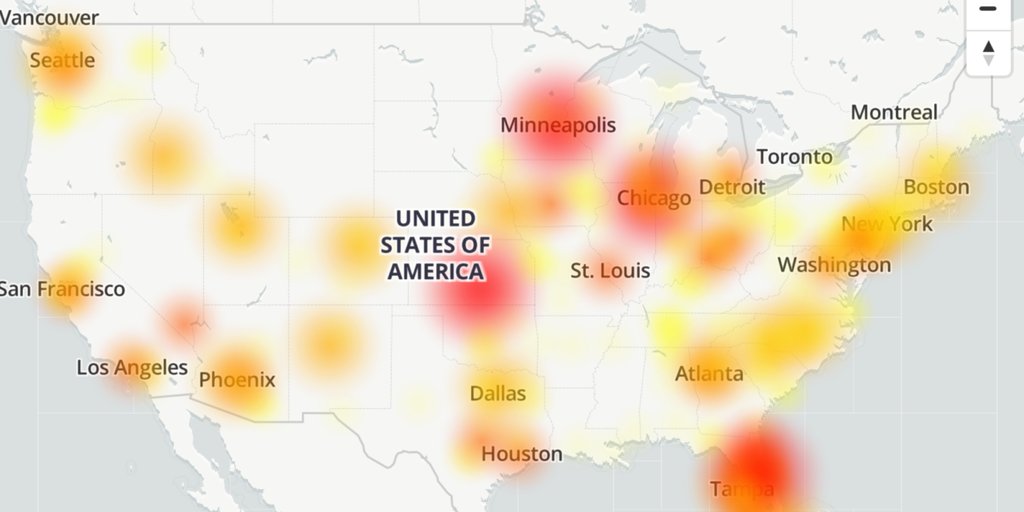 Vancouver
Seattle
Minneapolis
Montreal
Toronto
Chicago
Detroit
Boston
UNITED
STATES OF
AMERICA
New York
St. Louis
Washington
San Francisco
Los Angeles
Phoenix
Atlanta
Dallas
Houston
Tampa